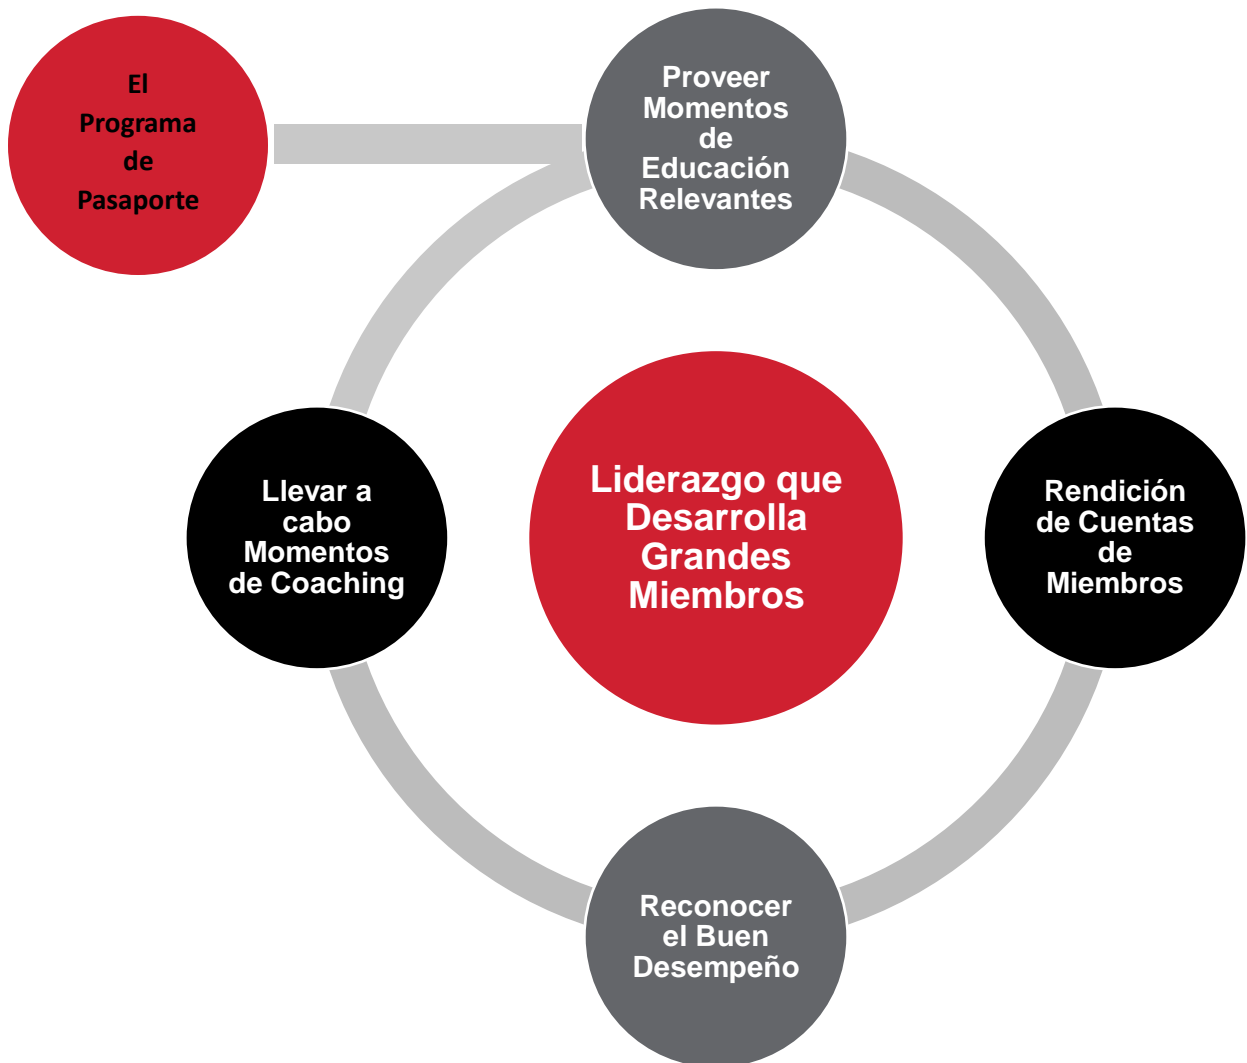 El
Programa
de
Pasaporte
Proveer
Momentos
de
Educación
Relevantes
Llevar a
cabo
Momentos
de Coaching
Liderazgo que
Desarrolla
Grandes
Miembros
Rendición
de Cuentas
de
Miembros
Reconocer
el Buen
Desempeño